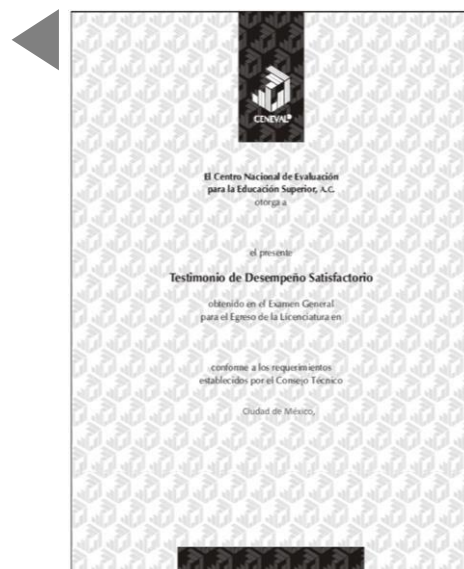 CENEVAL®
El Centro Nacional de Evaluación
para la Educación Superior, A.C.
otorga a
el presente
Testimonio de Desempeño Satisfactorio
obtenido en el Examen General
para el Egreso de la Licenciatura en
conforme a los requerimientos
establecidos por el Consejo Técnico
Ciudad de México,